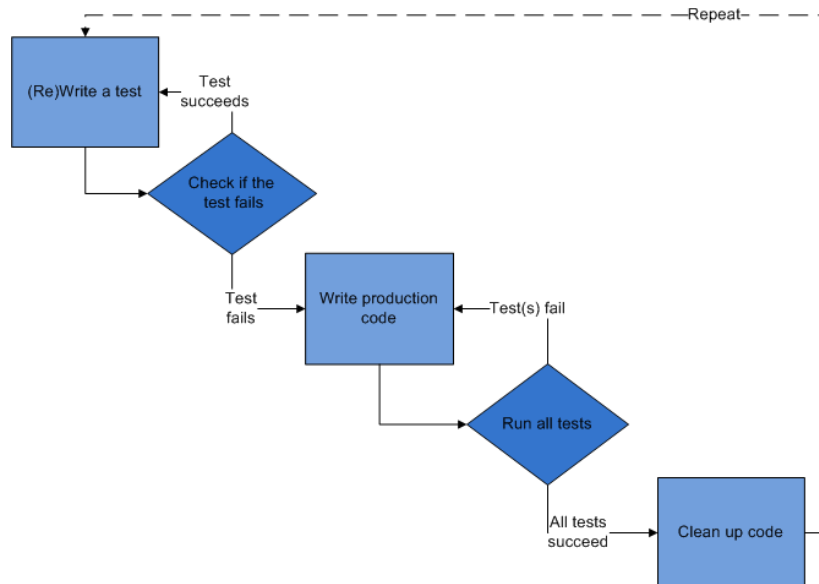 Repeat
(Re)Write a test
Test
succeeds
Check if the
test fails
Test
fails
Write production
code
Test(s) fail
Run all tests
All tests
succeed
Clean up code